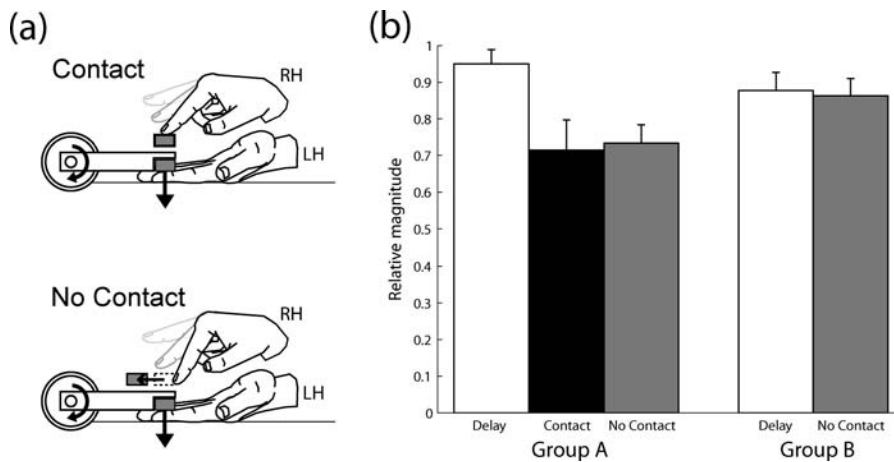 (a)
Contact
RH
LH
No Contact
RH
LH
(b)
Relative magnitude
1
0.9
0.8
0.7
0.6
0.5
0.4
0.3
0.2
0.1
0
Delay Contact No Contact Delay No Contact
Group A Group B